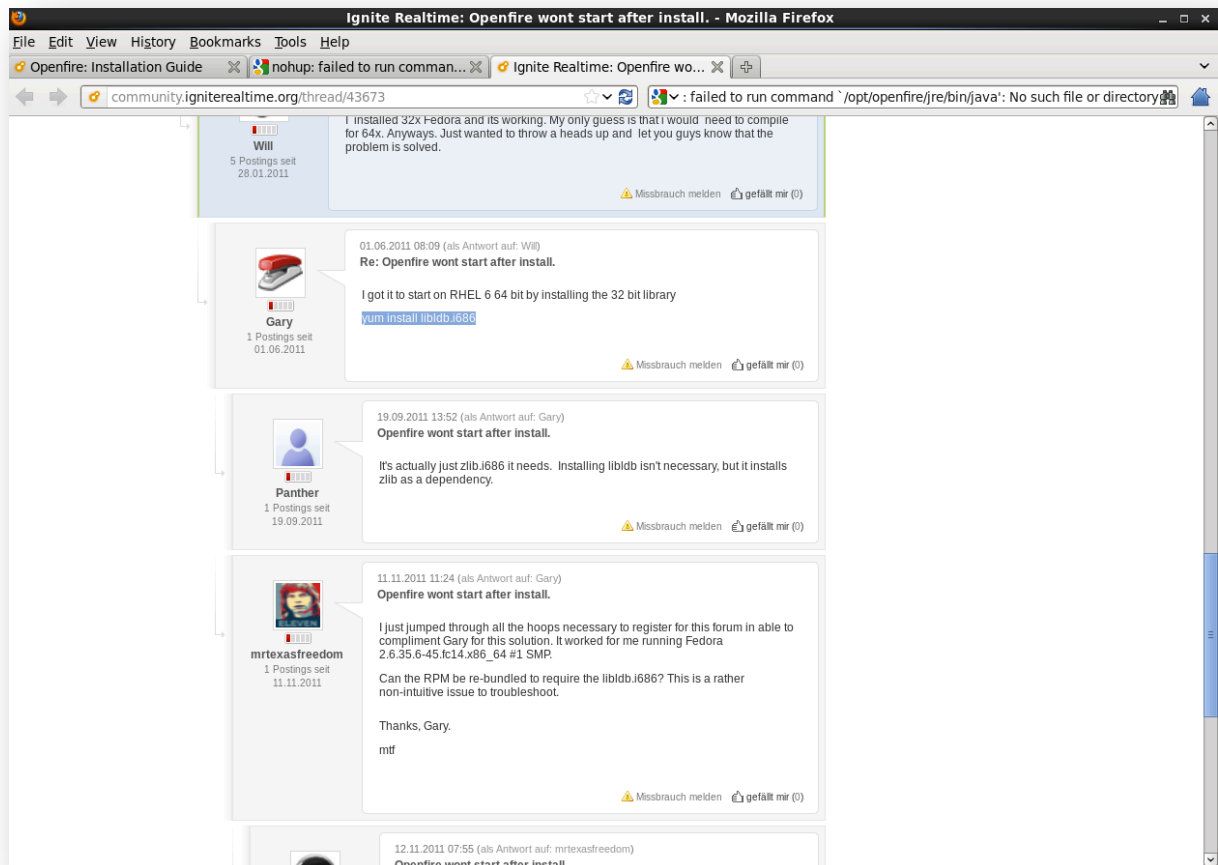 Ignite Realtime: Openfire wont start after install. - Mozilla Firefox
File Edit View History Bookmarks Tools Help
Openfire: Installation Guide
nohup: failed to run comman...
Ignite Realtime: Openfire wo...
community.igniterealtime.org/thread/43673
: failed to run command `/opt/openfire/jre/bin/java': No such file or directory
I installed 32x Fedora and its working. My only guess is that i would need to compile
for 64x. Anyways. Just wanted to throw a heads up and let you guys know that the
problem is solved.
Will
5 Postings seit
28.01.2011
Missbrauch melden gefällt mir (0)
01.06.2011 08:09 (als Antwort auf: Will)
Re: Openfire wont start after install.
I got it to start on RHEL 6 64 bit by installing the 32 bit library
yum install libldb.i686
Gary
1 Postings seit
01.06.2011
Missbrauch melden gefällt mir (0)
19.09.2011 13:52 (als Antwort auf: Gary)
Openfire wont start after install.
It's actually just zlib.i686 it needs. Installing libldb isn't necessary, but it installs
zlib as a dependency.
Panther
1 Postings seit
19.09.2011
Missbrauch melden gefällt mir (0)
11.11.2011 11:24 (als Antwort auf: Gary)
Openfire wont start after install.
I just jumped through all the hoops necessary to register for this forum in able to
compliment Gary for this solution. It worked for me running Fedora
2.6.35.6-45.fc14.x86_64 #1 SMP.
Can the RPM be re-bundled to require the libldb.i686? This is a rather
non-intuitive issue to troubleshoot.
Thanks, Gary.
mtf
ELEVEN
mrtexasfreedom
1 Postings seit
11.11.2011
Missbrauch melden gefällt mir (0)
12.11.2011 07:55 (als Antwort auf: mrtexasfreedom)
Openfire wont start after install.